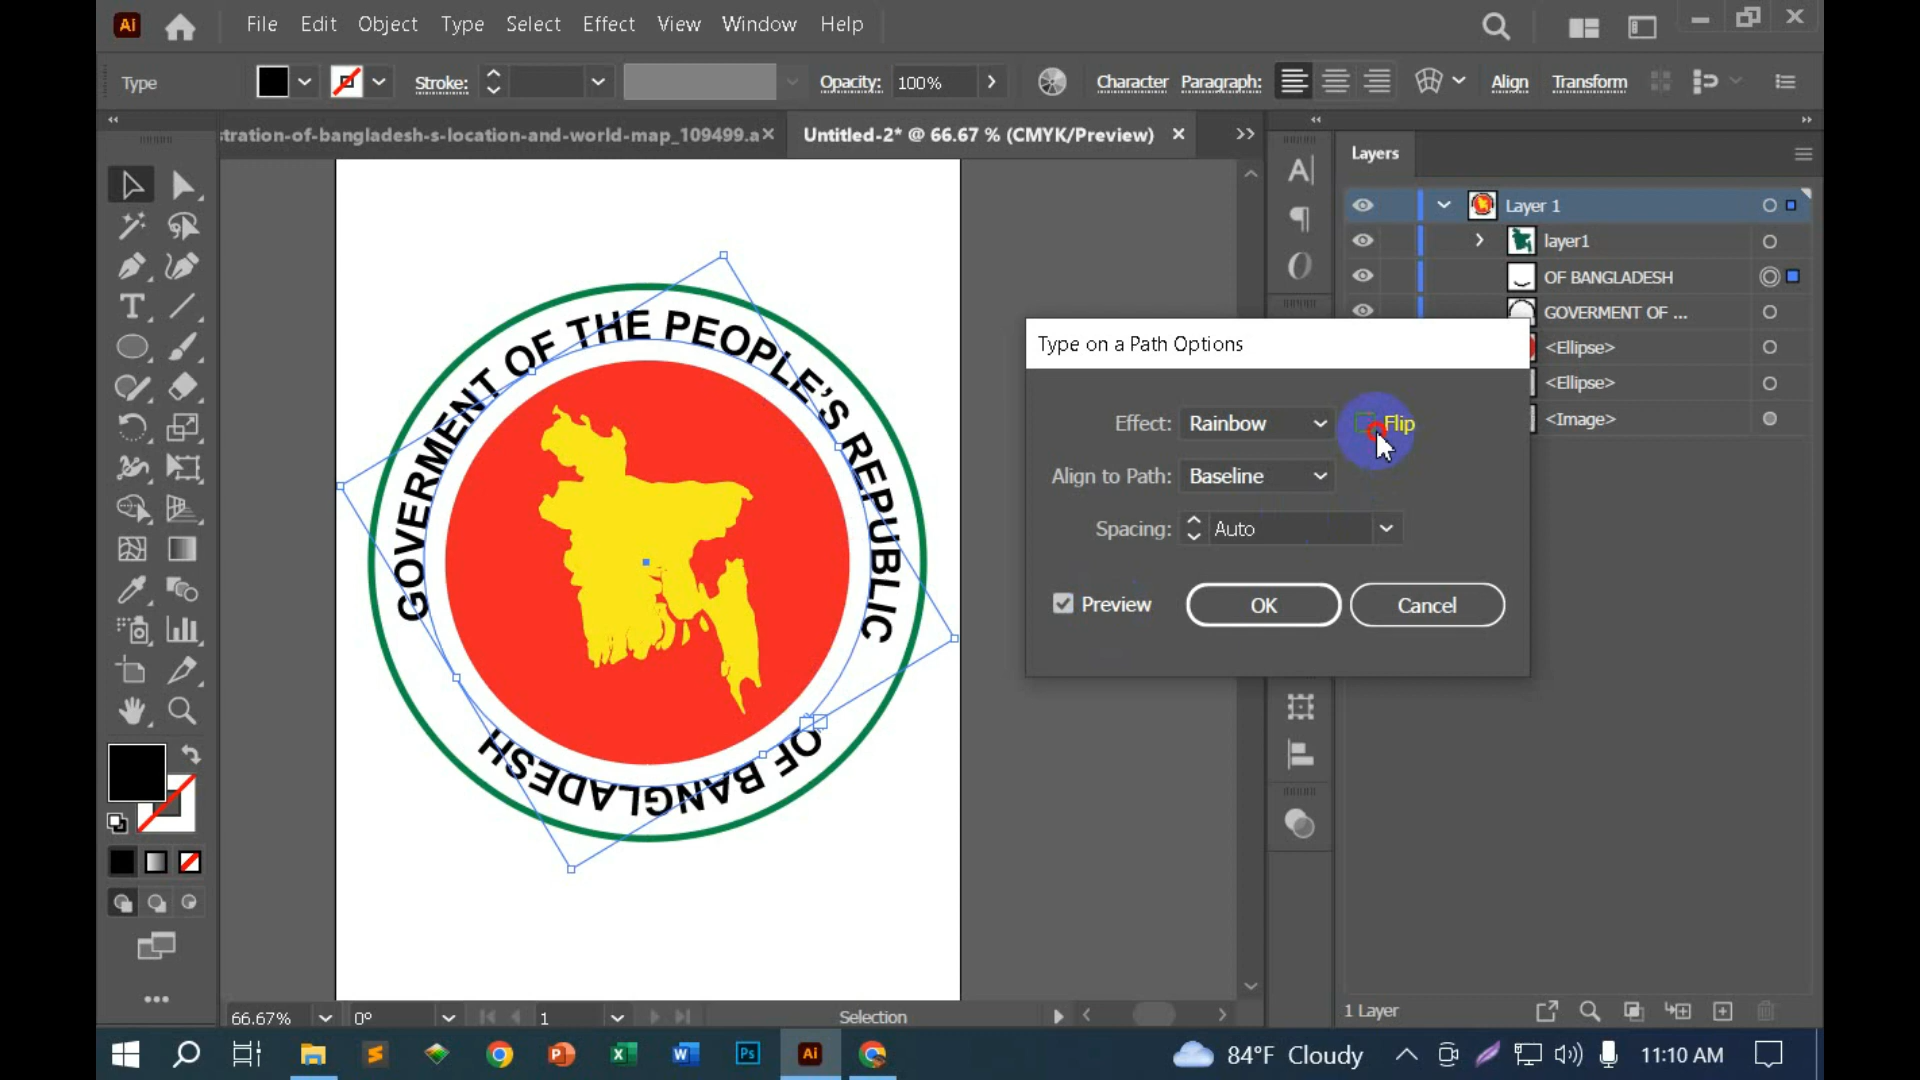 Ai File Edit Object Type Select Effect View Window Help
Type Stroke: Opacity: 100% Character Paragraph: Align Transform
stration-of-bangladesh-s-location-and-world-map_109499.a × Untitled-2* @ 66.67 % (CMYK/Preview) ×
Layers
Layer 1
layer1
OF BANGLADESH
GOVERMENT OF ...
<Ellipse>
<Ellipse>
<Image>
GOVERMENT OF THE PEOPLE'S REPUBLIC
OF BANGLADESH
Type on a Path Options
Effect: Rainbow Flip
Align to Path: Baseline
Spacing: Auto
Preview OK Cancel
66.67% 0° 1 Selection
1 Layer
84°F Cloudy 11:10 AM